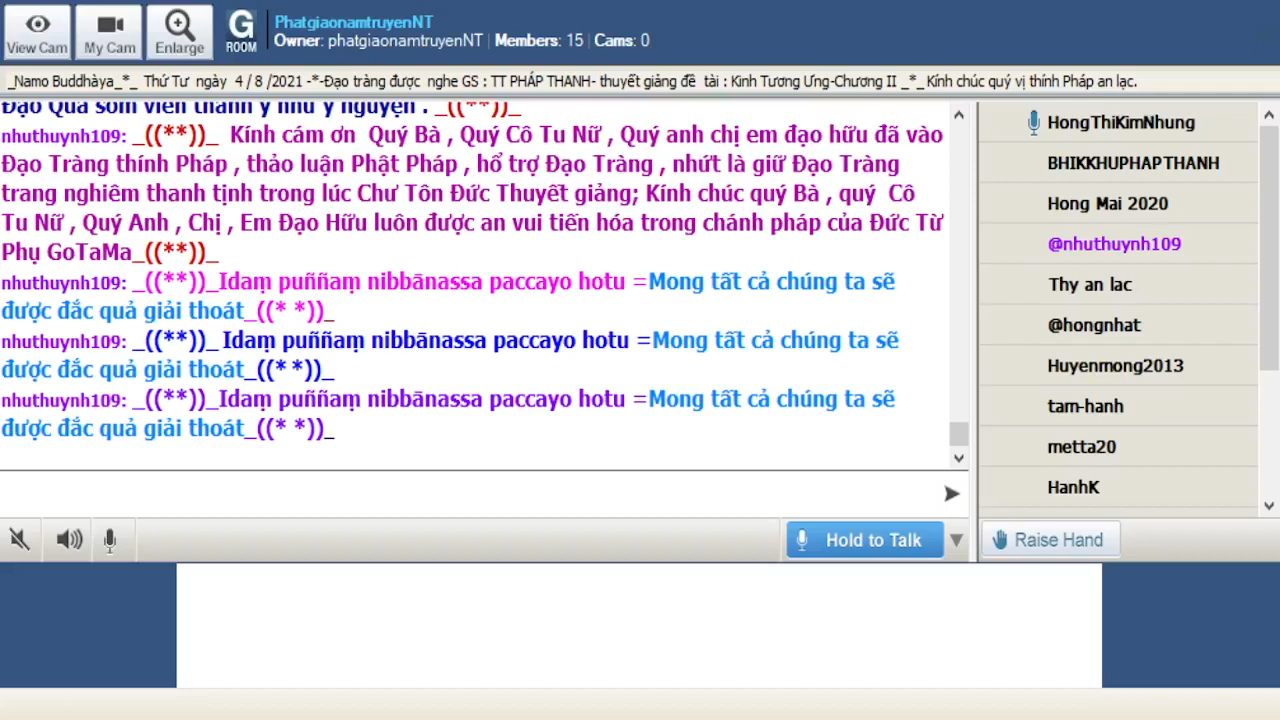 PhatgiaonamtruyenNT
Owner: phatgiaonamtruyenNT | Members: 15 | Cams: 0
View Cam
My Cam
Enlarge
G
ROOM
_Namo Buddhàya_*_ Thứ Tư ngày 4 / 8 /2021 -*-Đạo tràng được nghe GS : TT PHÁP THANH- thuyết giảng đề tài : Kinh Tương Ưng-Chương II _*_ Kính chúc quý vị thính Pháp an lạc.
Đạo Quả sớm viên thành ý như ý nguyện . _((**))_
nhuthuynh109: _((**))_ Kính cám ơn Quý Bà , Quý Cô Tu Nữ , Quý anh chị em đạo hữu đã vào
Đạo Tràng thính Pháp , thảo luận Phật Pháp , hổ trợ Đạo Tràng , nhứt là giữ Đạo Tràng
trang nghiêm thanh tịnh trong lúc Chư Tôn Đức Thuyết giảng; Kính chúc quý Bà , quý Cô
Tu Nữ , Quý Anh , Chị , Em Đạo Hữu luôn được an vui tiến hóa trong chánh pháp của Đức Từ
Phụ GoTaMa_((**))_
nhuthuynh109: _((**))_Idaṃ puññaṃ nibbānassa paccayo hotu =Mong tất cả chúng ta sẽ
được đắc quả giải thoát_((* *))_
nhuthuynh109: _((**))_ Idaṃ puññaṃ nibbānassa paccayo hotu =Mong tất cả chúng ta sẽ
được đắc quả giải thoát_((* *))_
nhuthuynh109: _((**))_Idaṃ puññaṃ nibbānassa paccayo hotu =Mong tất cả chúng ta sẽ
được đắc quả giải thoát_((* *))_
HongThiKimNhung
BHIKKHUPHAPTHANH
Hong Mai 2020
@nhuthuynh109
Thy an lac
@hongnhat
Huyenmong2013
tam-hanh
metta20
HanhK
Hold to Talk
Raise Hand